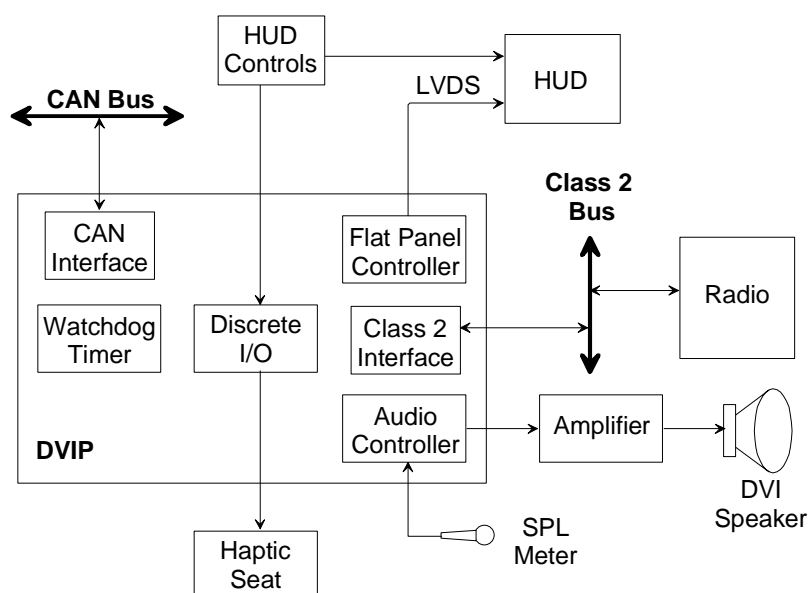 HUD
Controls
HUD
LVDS
CAN Bus
Class 2
Bus
CAN
Interface
Flat Panel
Controller
Radio
Watchdog
Timer
Discrete
I/O
Class 2
Interface
Audio
Controller
Amplifier
DVIP
DVI
Speaker
SPL
Meter
Haptic
Seat